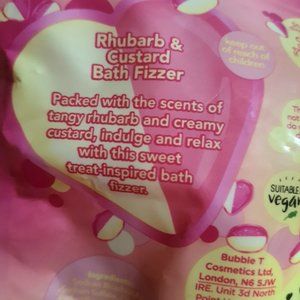 Rhubarb &
Custard
Bath Fizzer
keep out
of reach of
children
Packed with the scents of
tangy rhubarb and creamy
custard, indulge and relax
with this sweet
treat-inspired bath
fizzer.
SUITABLE
vegan
Ingredients:
Bubble T
Cosmetics Ltd,
London, N6 5JW
IRE. Unit 3d North